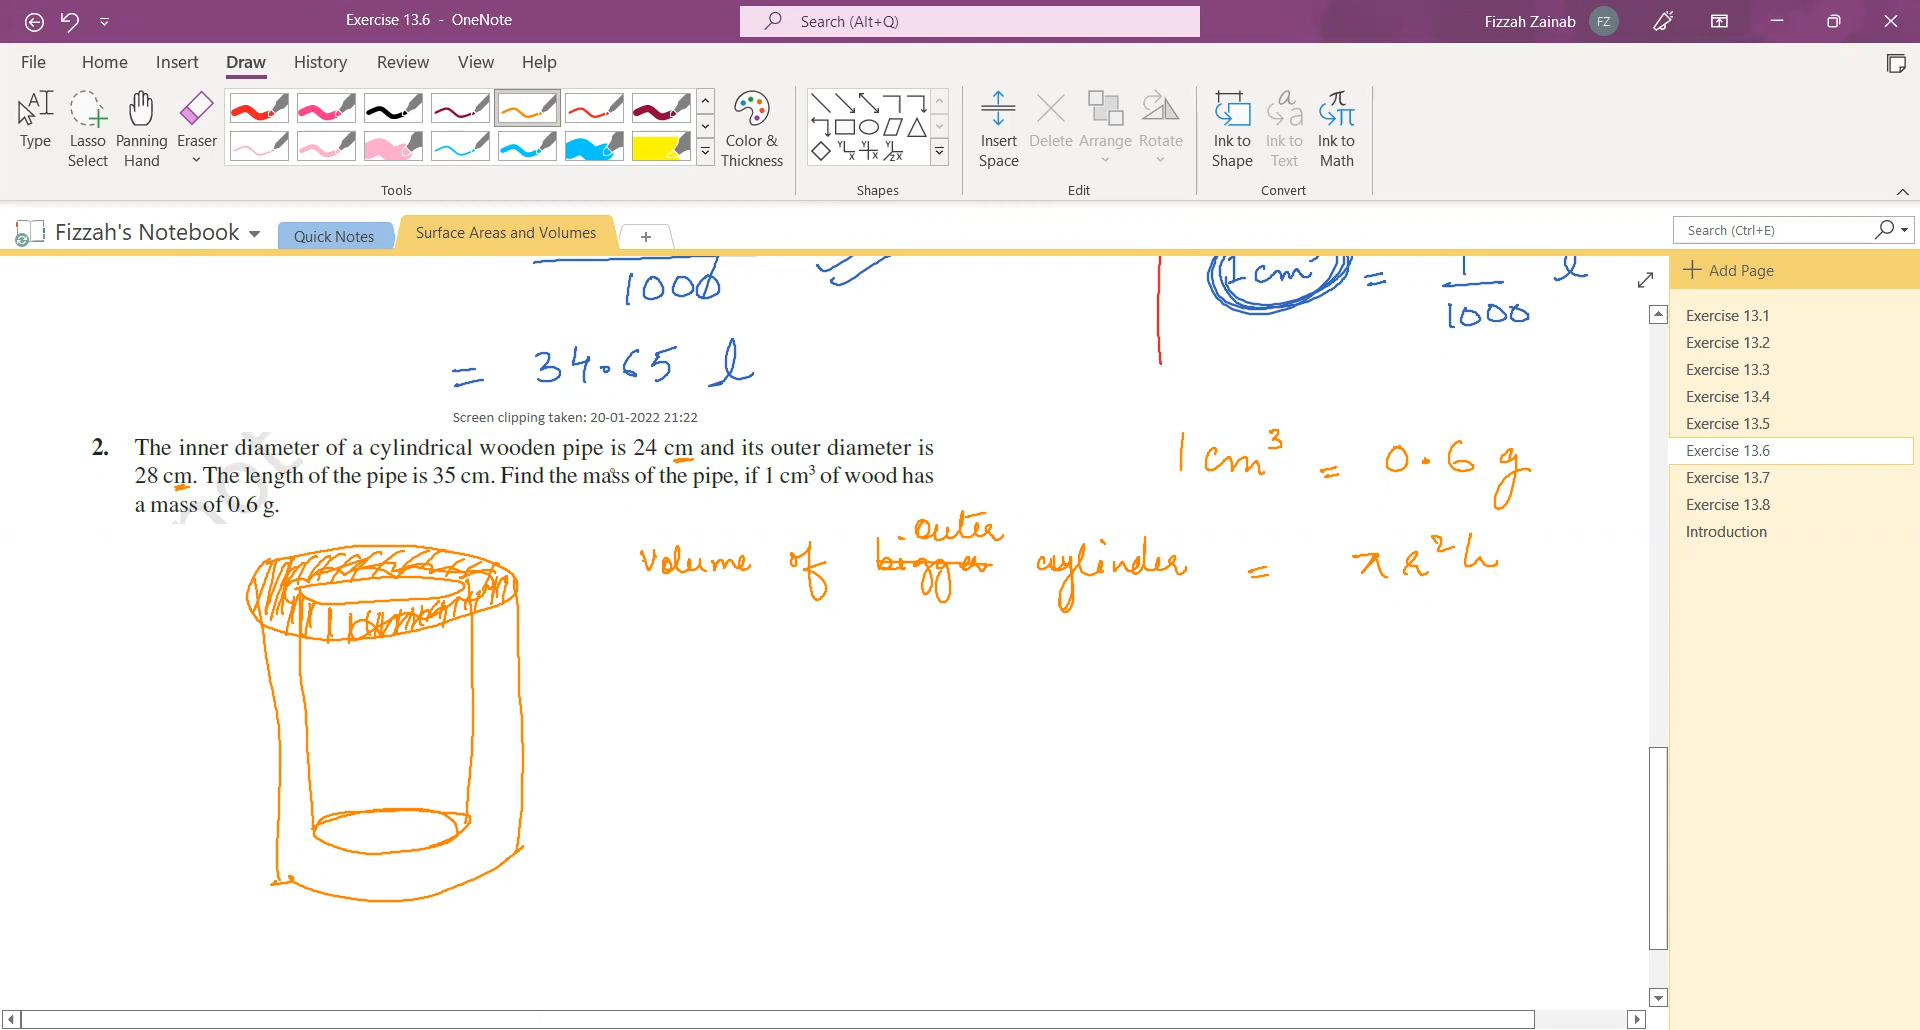 Exercise 13.6 - OneNote
Search (Alt+Q)
Fizzah Zainab FZ
File Home Insert Draw History Review View Help
Type
Lasso Select
Panning Hand
Eraser
Color & Thickness
Insert Space
Delete
Arrange
Rotate
Ink to Shape
Ink to Text
Ink to Math
Tools
Shapes
Edit
Convert
Fizzah's Notebook
Quick Notes
Surface Areas and Volumes
Search (Ctrl+E)
Add Page
Exercise 13.1
Exercise 13.2
Exercise 13.3
Exercise 13.4
Exercise 13.5
Exercise 13.6
Exercise 13.7
Exercise 13.8
Introduction
1000
1 cm³ = 1/1000 l
= 34.65 l
Screen clipping taken: 20-01-2022 21:22
2. The inner diameter of a cylindrical wooden pipe is 24 cm and its outer diameter is
28 cm. The length of the pipe is 35 cm. Find the mass of the pipe, if 1 cm³ of wood has
a mass of 0.6 g.
1 cm³ = 0.6 g
outer
Volume of bigger cylinder = π r² h